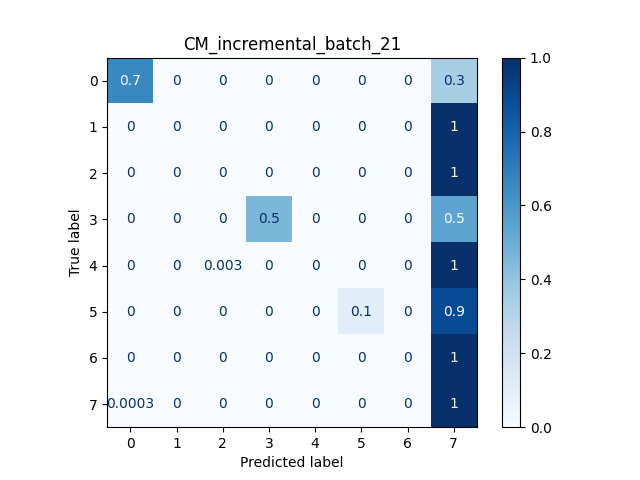 CM_incremental_batch_21
0 0.7 0 0 0 0 0 0 0.3
1 0 0 0 0 0 0 0 1
2 0 0 0 0 0 0 0 1
3 0 0 0 0.5 0 0 0 0.5
4 0 0 0.003 0 0 0 0 1
5 0 0 0 0 0 0.1 0 0.9
6 0 0 0 0 0 0 0 1
7 0.0003 0 0 0 0 0 0 1
0 1 2 3 4 5 6 7
Predicted label
True label
1.0
0.8
0.6
0.4
0.2
0.0